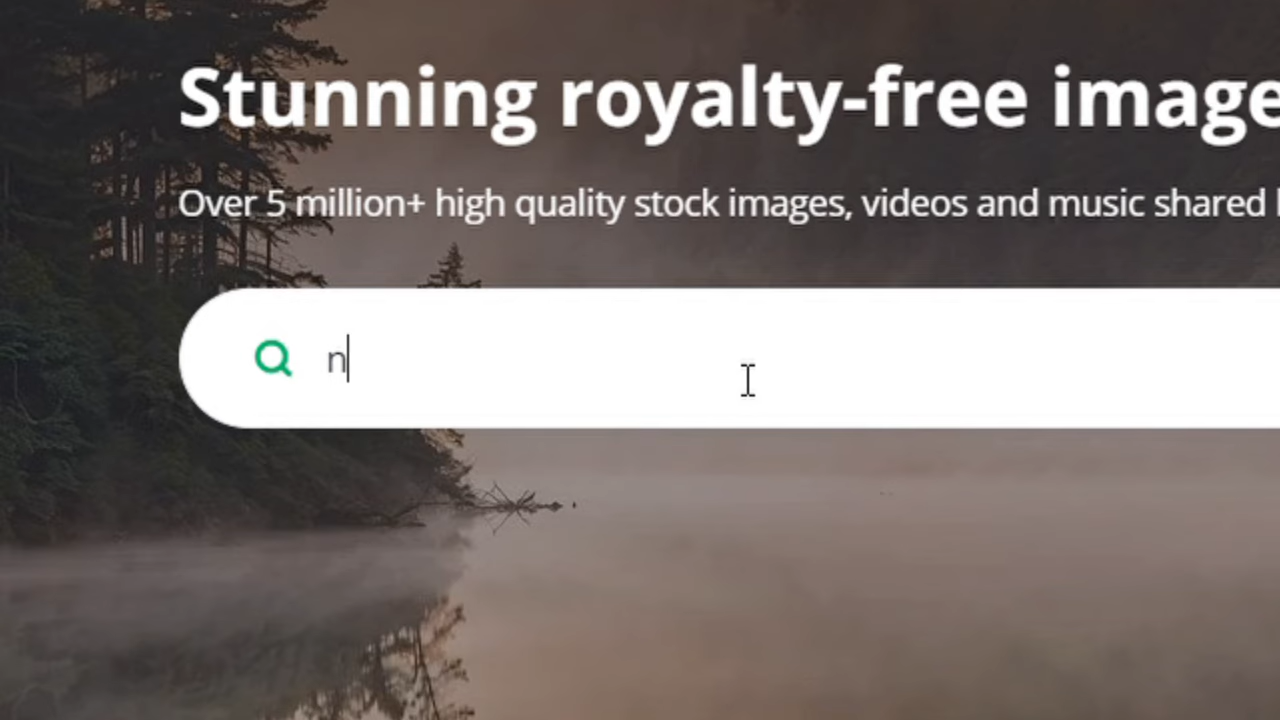 Stunning royalty-free image
Over 5 million+ high quality stock images, videos and music shared
n